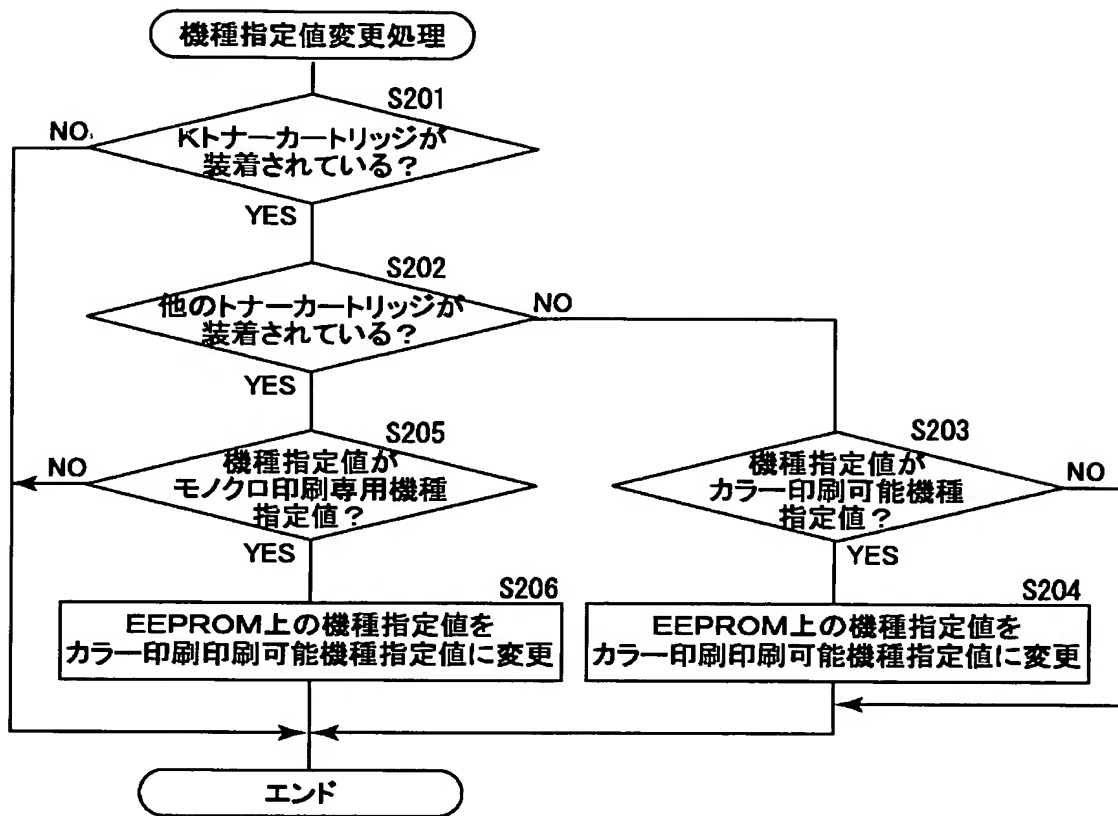 機種指定値変更処理
S201
NO
Kトナーカートリッジが
装着されている?
YES
S202
他のトナーカートリッジが
装着されている?
NO
YES
S205
機種指定値が
モノクロ印刷専用機種
指定値?
NO
YES
S203
機種指定値が
カラー印刷可能機種
指定値?
NO
YES
S206
EEPROM上の機種指定値を
カラー印刷印刷可能機種指定値に変更
S204
EEPROM上の機種指定値を
カラー印刷印刷可能機種指定値に変更
エンド